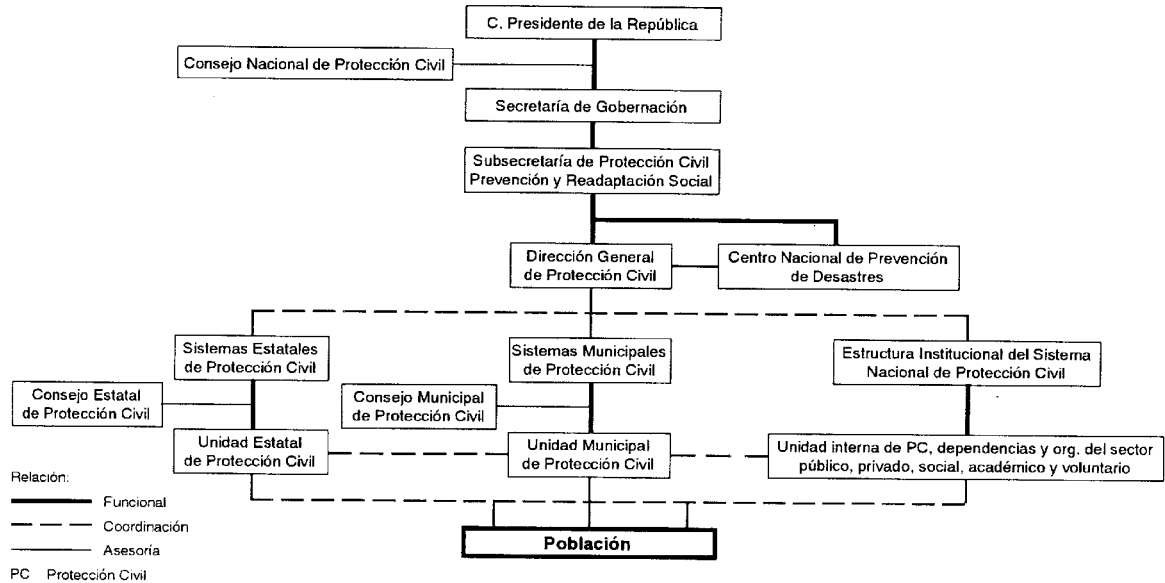 C. Presidente de la República
Consejo Nacional de Protección Civil
Secretaría de Gobernación
Subsecretaría de Protección Civil
Prevención y Readaptación Social
Dirección General
de Protección Civil
Centro Nacional de Prevención
de Desastres
Sistemas Estatales
de Protección Civil
Sistemas Municipales
de Protección Civil
Estructura Institucional del Sistema
Nacional de Protección Civil
Consejo Estatal
de Protección Civil
Consejo Municipal
de Protección Civil
Unidad Estatal
de Protección Civil
Unidad Municipal
de Protección Civil
Unidad interna de PC, dependencias y org. del sector
público, privado, social, académico y voluntario
Relación:
Funcional
Coordinación
Asesoría
PC Protección Civil
Población